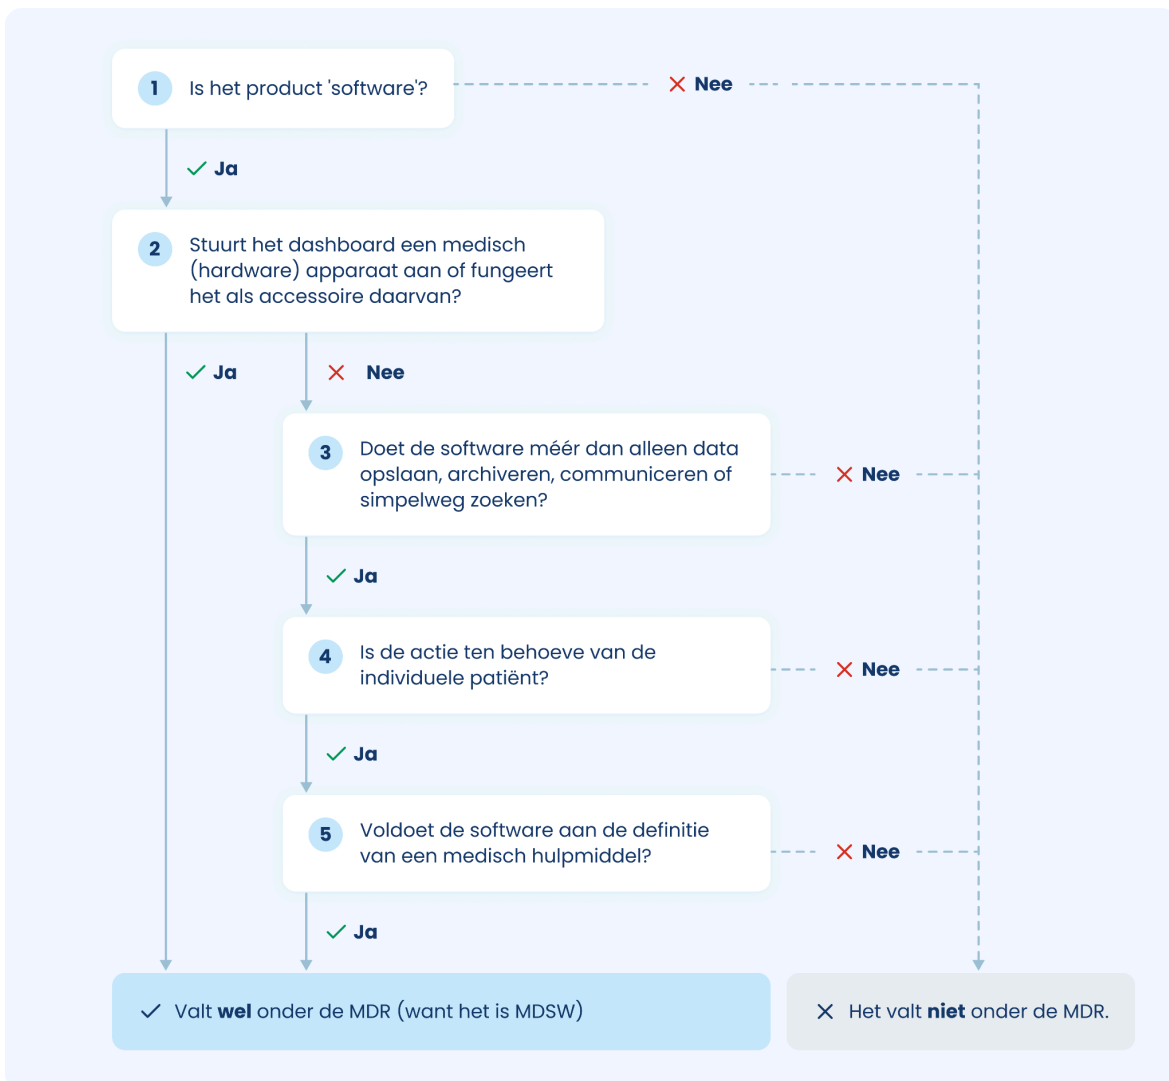 1 Is het product 'software'?
Nee
Ja
2 Stuurt het dashboard een medisch
(hardware) apparaat aan of fungeert
het als accessoire daarvan?
Ja
Nee
3 Doet de software méér dan alleen data
opslaan, archiveren, communiceren of
simpelweg zoeken?
Nee
Ja
4 Is de actie ten behoeve van de
individuele patiënt?
Nee
Ja
5 Voldoet de software aan de definitie
van een medisch hulpmiddel?
Nee
Ja
Valt wel onder de MDR (want het is MDSW)
Het valt niet onder de MDR.